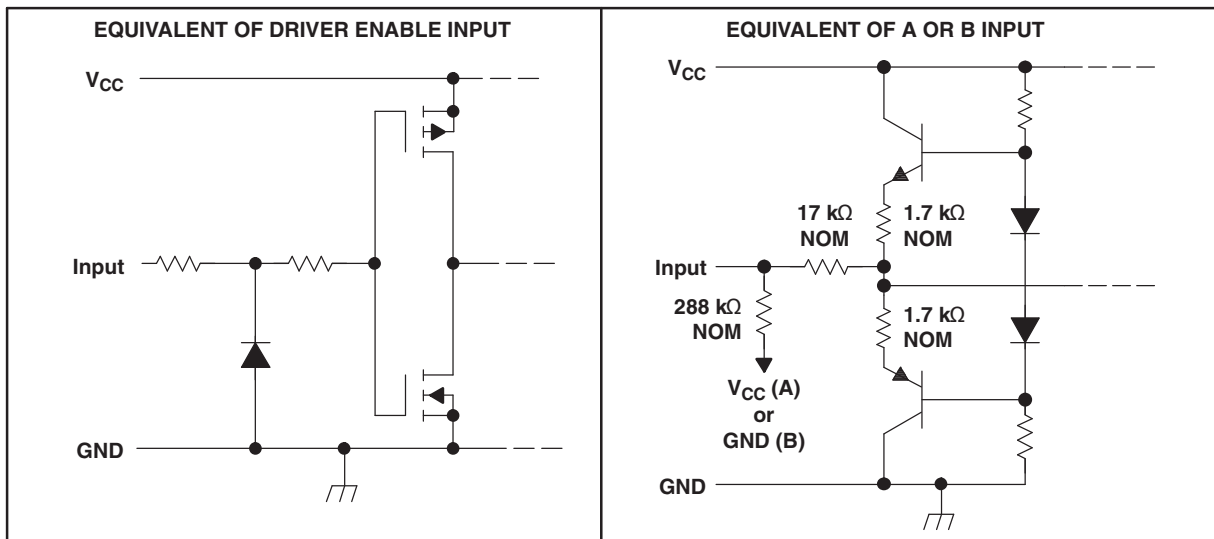 EQUIVALENT OF DRIVER ENABLE INPUT
VCC
Input
GND
EQUIVALENT OF A OR B INPUT
VCC
17 kΩ
NOM
1.7 kΩ
NOM
Input
288 kΩ
NOM
1.7 kΩ
NOM
VCC (A)
or
GND (B)
GND